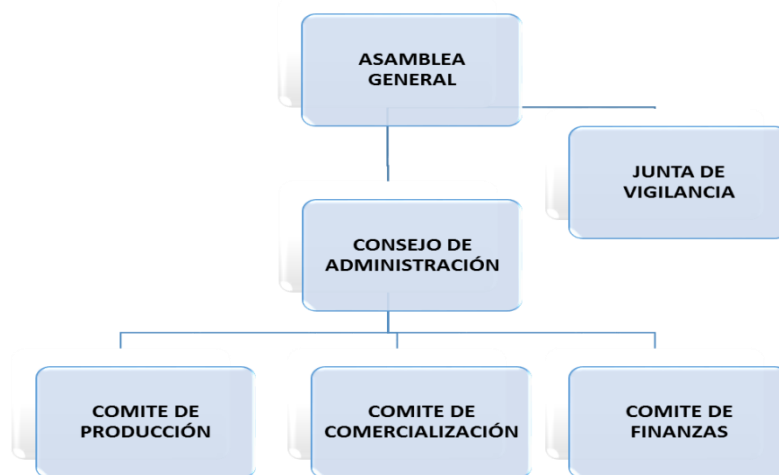 ASAMBLEA
GENERAL
JUNTA DE
VIGILANCIA
CONSEJO DE
ADMINISTRACIÓN
COMITE DE
PRODUCCIÓN
COMITE DE
COMERCIALIZACIÓN
COMITE DE
FINANZAS